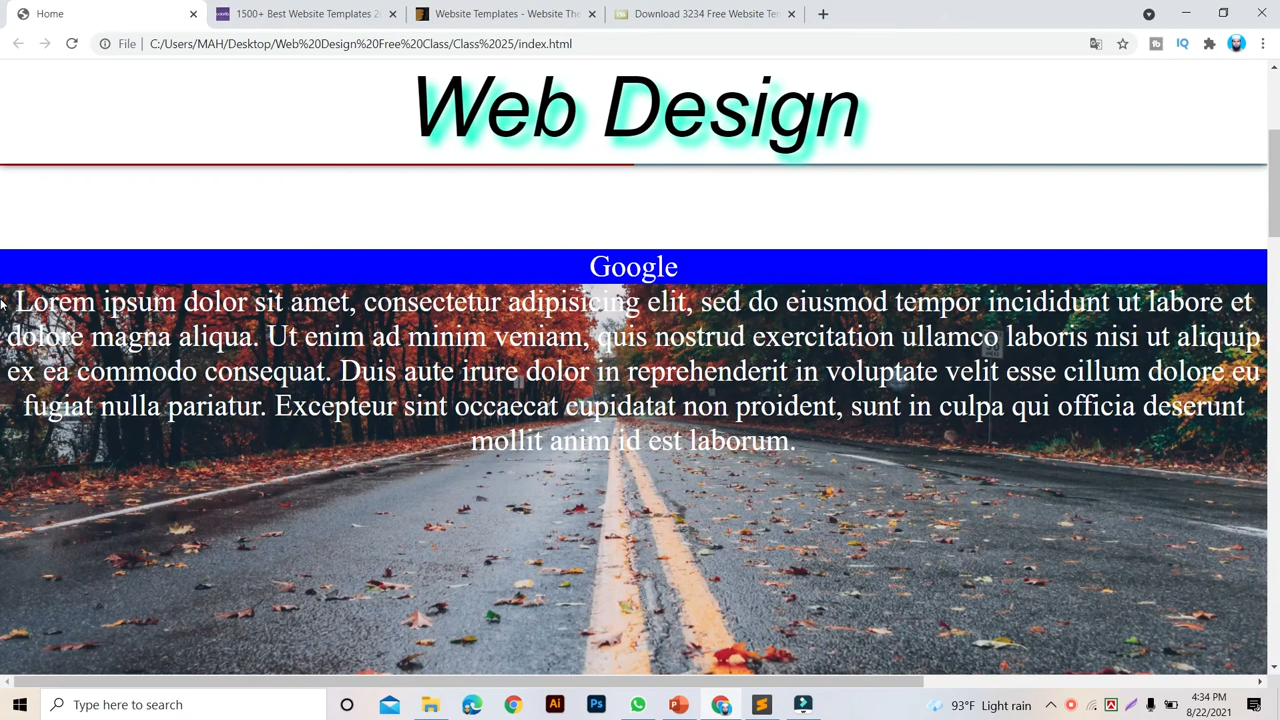 Home
1500+ Best Website Templates 2
Website Templates - Website The
Download 3234 Free Website Tem
File
C:/Users/MAH/Desktop/Web%20Design%20Free%20Class/Class%2025/index.html
IQ
Web Design
Google
Lorem ipsum dolor sit amet, consectetur adipisicing elit, sed do eiusmod tempor incididunt ut labore et
dolore magna aliqua. Ut enim ad minim veniam, quis nostrud exercitation ullamco laboris nisi ut aliquip
ex ea commodo consequat. Duis aute irure dolor in reprehenderit in voluptate velit esse cillum dolore eu
fugiat nulla pariatur. Excepteur sint occaecat cupidatat non proident, sunt in culpa qui officia deserunt
mollit anim id est laborum.
Type here to search
Ai
Ps
93°F Light rain
4:34 PM
8/22/2021